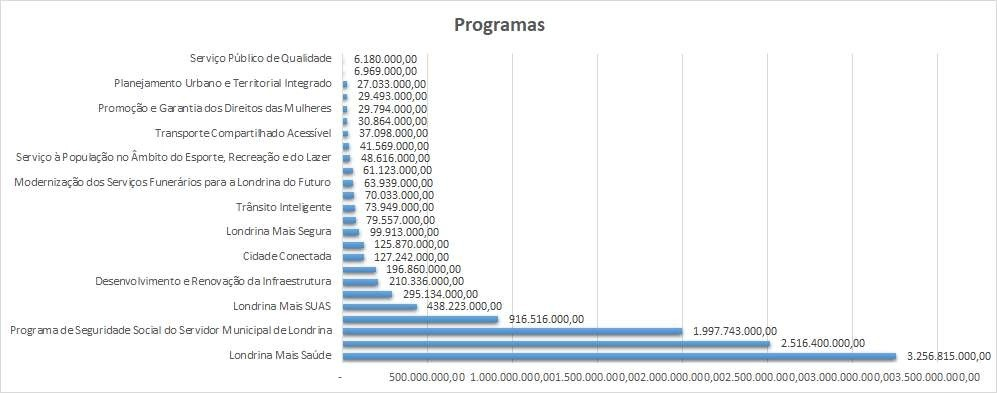 Programas
Serviço Público de Qualidade 6.180.000,00
6.969.000,00
Planejamento Urbano e Territorial Integrado 27.033.000,00
29.493.000,00
Promoção e Garantia dos Direitos das Mulheres 29.794.000,00
30.864.000,00
Transporte Compartilhado Acessível 37.098.000,00
41.569.000,00
Serviço à População no Âmbito do Esporte, Recreação e do Lazer 48.616.000,00
61.123.000,00
Modernização dos Serviços Funerários para a Londrina do Futuro 63.939.000,00
70.033.000,00
Trânsito Inteligente 73.949.000,00
79.557.000,00
Londrina Mais Segura 99.913.000,00
125.870.000,00
Cidade Conectada 127.242.000,00
196.860.000,00
Desenvolvimento e Renovação da Infraestrutura 210.336.000,00
295.134.000,00
Londrina Mais SUAS 438.223.000,00
916.516.000,00
Programa de Seguridade Social do Servidor Municipal de Londrina 1.997.743.000,00
2.516.400.000,00
Londrina Mais Saúde 3.256.815.000,00
- 500.000.000,00 1.000.000.000,00 1.500.000.000,00 2.000.000.000,00 2.500.000.000,00 3.000.000.000,00 3.500.000.000,00